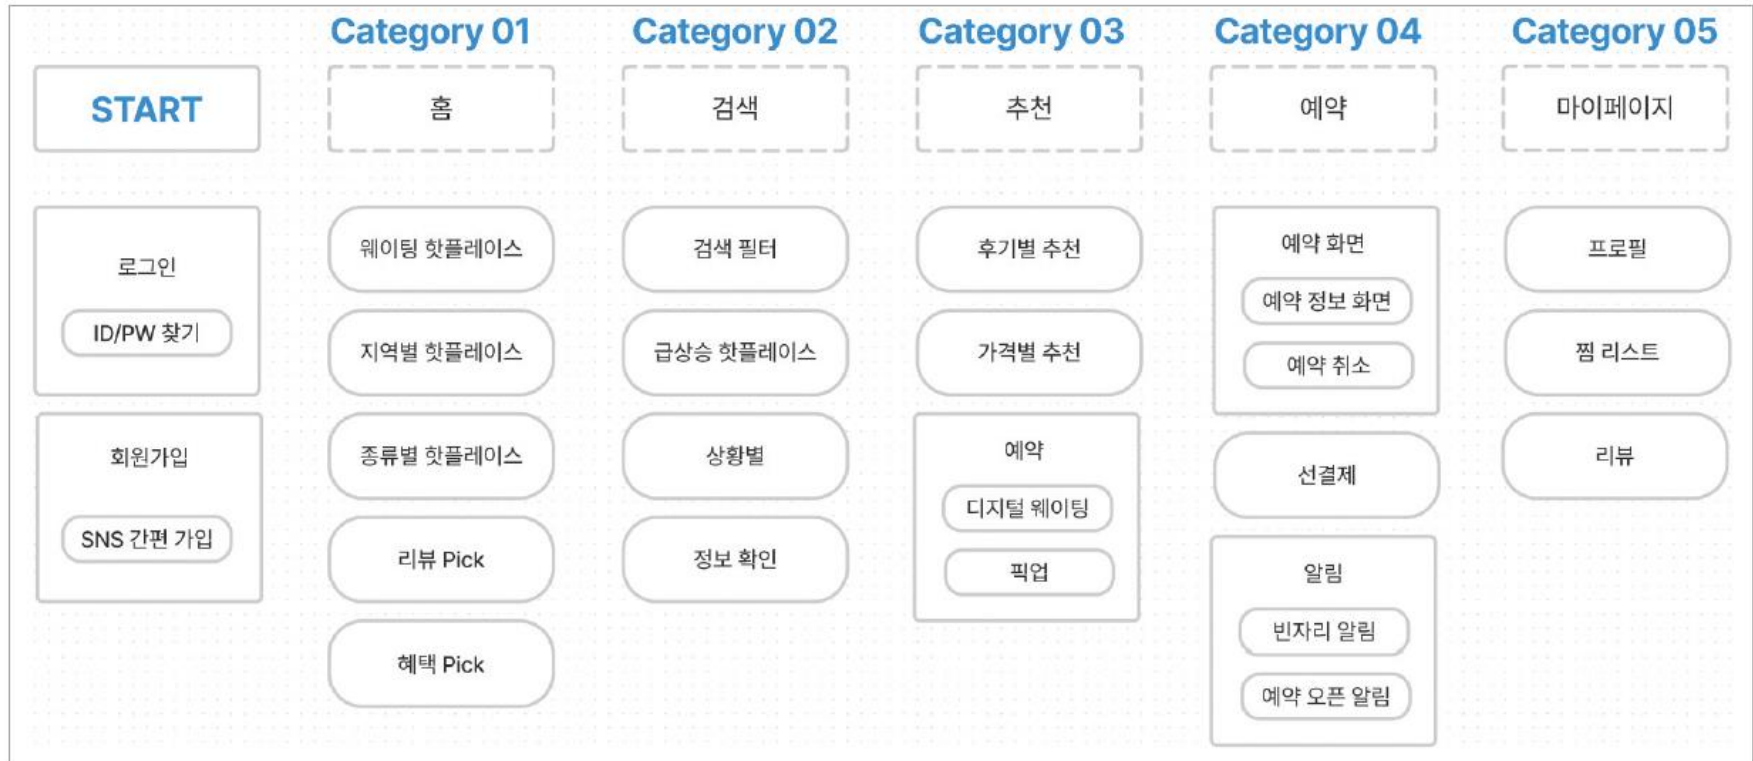 Category 01
Category 02
Category 03
Category 04
Category 05
START
홈
검색
추천
예약
마이페이지
로그인
ID/PW 찾기
회원가입
SNS 간편 가입
웨이팅 핫플레이스
지역별 핫플레이스
종류별 핫플레이스
리뷰 Pick
혜택 Pick
검색 필터
급상승 핫플레이스
상황별
정보 확인
후기별 추천
가격별 추천
예약
디지털 웨이팅
픽업
예약 화면
예약 정보 화면
예약 취소
선결제
알림
빈자리 알림
예약 오픈 알림
프로필
찜 리스트
리뷰